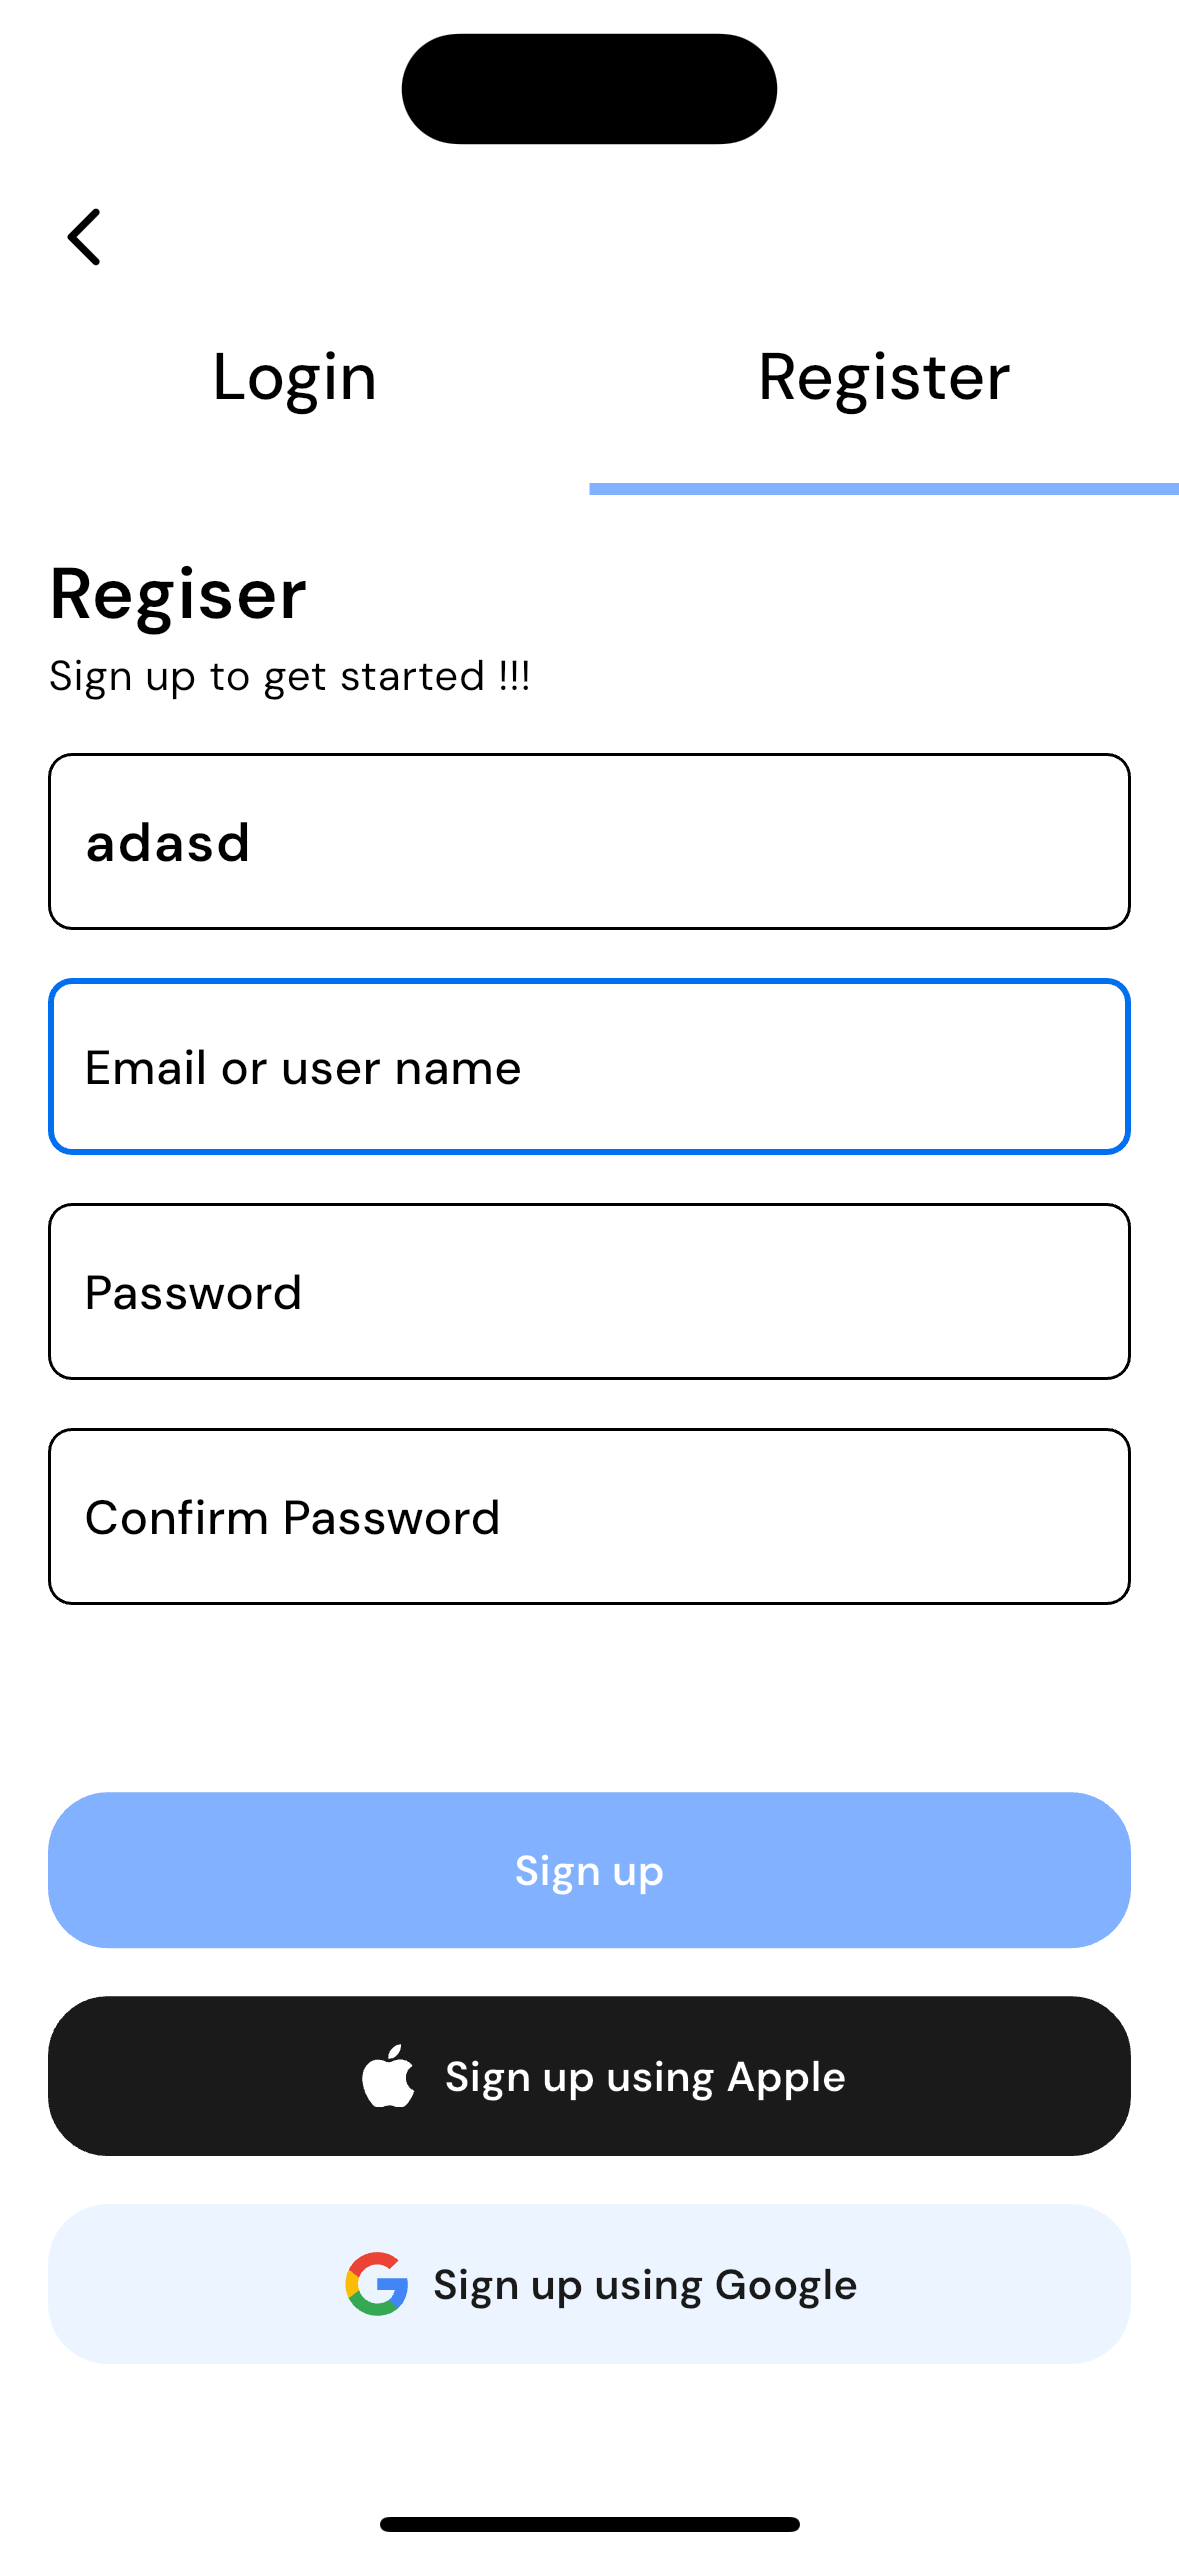 Login
Register
Regiser
Sign up to get started !!!
adasd
Email or user name
Password
Confirm Password
Sign up
Sign up using Apple
Sign up using Google